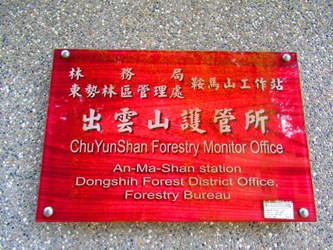 林務局
東勢林區管理處 鞍馬山工作站
出雲山護管所
ChuYunShan Forestry Monitor Office
An-Ma-Shan station
Dongshih Forest District Office,
Forestry Bureau